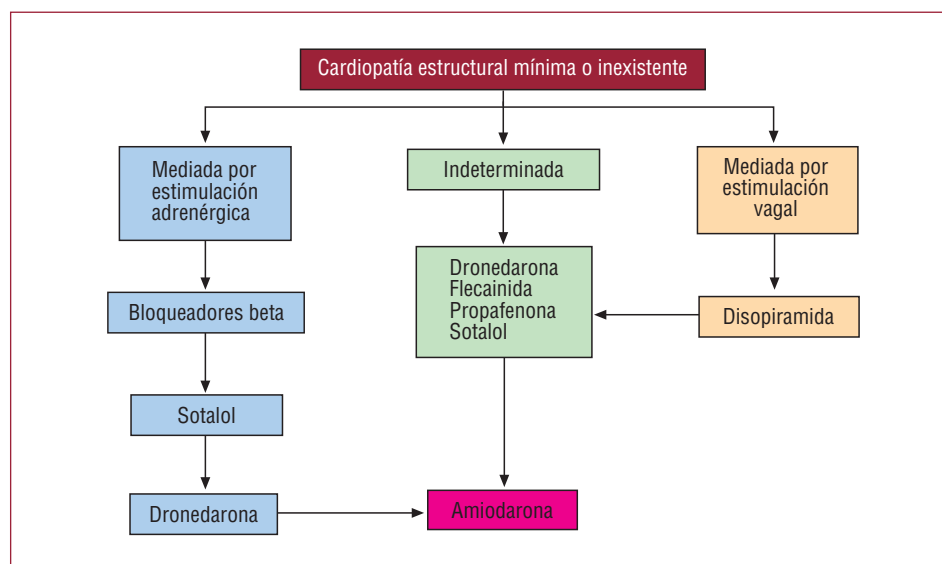 Cardiopatía estructural mínima o inexistente
Mediada por
estimulación
adrenérgica
Indeterminada
Mediada por
estimulación
vagal
Dronedarona
Flecainida
Propafenona
Sotalol
Bloqueadores beta
Disopiramida
Sotalol
Dronedarona
Amiodarona